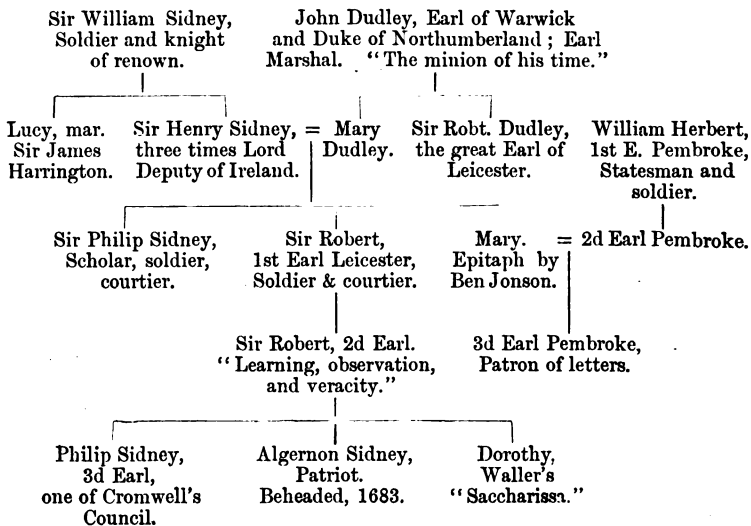 Sir William Sidney,
Soldier and knight
of renown.
John Dudley, Earl of Warwick
and Duke of Northumberland ; Earl
Marshal. "The minion of his time."
Lucy, mar.
Sir James
Harrington.
Sir Henry Sidney,
three times Lord
Deputy of Ireland.
=
Mary
Dudley.
Sir Robt. Dudley,
the great Earl of
Leicester.
William Herbert,
1st E. Pembroke,
Statesman and
soldier.
Sir Philip Sidney,
Scholar, soldier,
courtier.
Sir Robert,
1st Earl Leicester,
Soldier & courtier.
Mary.
Epitaph by
Ben Jonson.
= 2d Earl Pembroke.
Sir Robert, 2d Earl.
"Learning, observation,
and veracity."
3d Earl Pembroke,
Patron of letters.
Philip Sidney,
3d Earl,
one of Cromwell's
Council.
Algernon Sidney,
Patriot.
Beheaded, 1683.
Dorothy,
Waller's
"Saccharissa."